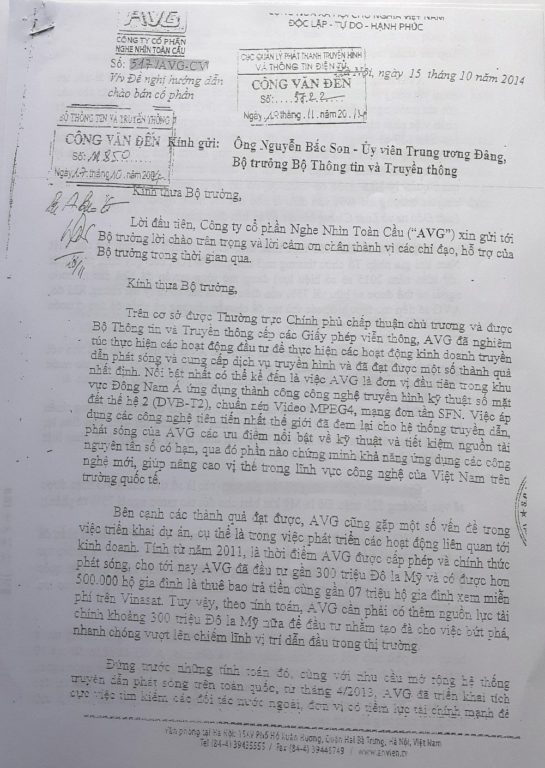 AVG
CÔNG TY CỔ PHẦN
NGHE NHÌN TOÀN CẦU
ĐỘC LẬP - TỰ DO - HẠNH PHÚC
Số: 517/AVG-CV
V/v Đề nghị hướng dẫn
chào bán cổ phần
CỤC QUẢN LÝ PHÁT THANH TRUYỀN HÌNH
VÀ THÔNG TIN ĐIỆN TỬ
CÔNG VĂN ĐẾN
Số:
Nội, ngày 15 tháng 10 năm 2014
BỘ THÔNG TIN VÀ TRUYỀN THÔNG
CÔNG VĂN ĐẾN
Số:
Kính gửi: Ông Nguyễn Bắc Son - Ủy viên Trung ương Đảng,
Bộ trưởng Bộ Thông tin và Truyền thông
Kính thưa Bộ trưởng,
Lời đầu tiên, Công ty cổ phần Nghe Nhìn Toàn Cầu (“AVG”) xin gửi tới
Bộ trưởng lời chào trân trọng và lời cảm ơn chân thành vì các chỉ đạo, hỗ trợ của
Bộ trưởng trong thời gian qua.
Kính thưa Bộ trưởng,
Trên cơ sở được Thường trực Chính phủ chấp thuận chủ trương và được
Bộ Thông tin và Truyền thông cấp các Giấy phép viễn thông, AVG đã nghiêm
túc thực hiện các hoạt động đầu tư để thực hiện các hoạt động kinh doanh truyền
dẫn phát sóng và cung cấp dịch vụ truyền hình và đã đạt được một số thành quả
nhất định. Nổi bật nhất có thể kể đến là việc AVG là đơn vị đầu tiên trong khu
vực Đông Nam Á ứng dụng thành công công nghệ truyền hình kỹ thuật số mặt
đất thế hệ 2 (DVB-T2), chuẩn nén Video MPEG4, mạng đơn tần SFN. Việc áp
dụng các công nghệ tiên tiến nhất thế giới đã đem lại cho hệ thống truyền dẫn,
phát sóng của AVG các ưu điểm nổi bật về kỹ thuật và tiết kiệm nguồn tài
nguyên tần số có hạn, qua đó phần nào chứng minh khả năng ứng dụng các công
nghệ mới, giúp nâng cao vị thế trong lĩnh vực công nghệ của Việt Nam trên
trường quốc tế.
Bên cạnh các thành quả đạt được, AVG cũng gặp một số vấn đề trong
việc triển khai dự án, cụ thể là trong việc phát triển các hoạt động liên quan tới
kinh doanh. Tính từ năm 2011, là thời điểm AVG được cấp phép và chính thức
phát sóng, cho tới nay AVG đã đầu tư gần 300 triệu Đô la Mỹ và có được hơn
500.000 hộ gia đình là thuê bao trả tiền cùng gần 07 triệu hộ gia đình xem miễn
phí trên Vinasat. Tuy vậy, theo tính toán, AVG cần phải có thêm nguồn lực tài
chính khoảng 300 triệu Đô la Mỹ nữa để đầu tư nhằm tạo đà cho việc bứt phá,
nhanh chóng vượt lên chiếm lĩnh vị trí dẫn đầu trong thị trường.
Đứng trước những tính toán đó, cùng với nhu cầu mở rộng hệ thống
truyền dẫn phát sóng trên toàn quốc, từ tháng 4/2013, AVG đã triển khai tích
cực việc tìm kiếm các đối tác nước ngoài, đơn vị có tiềm lực tài chính mạnh để
Văn phòng tại Hà Nội: 15AV Phố Hồ Xuân Hương, Quận Hai Bà Trưng, Hà Nội, Việt Nam